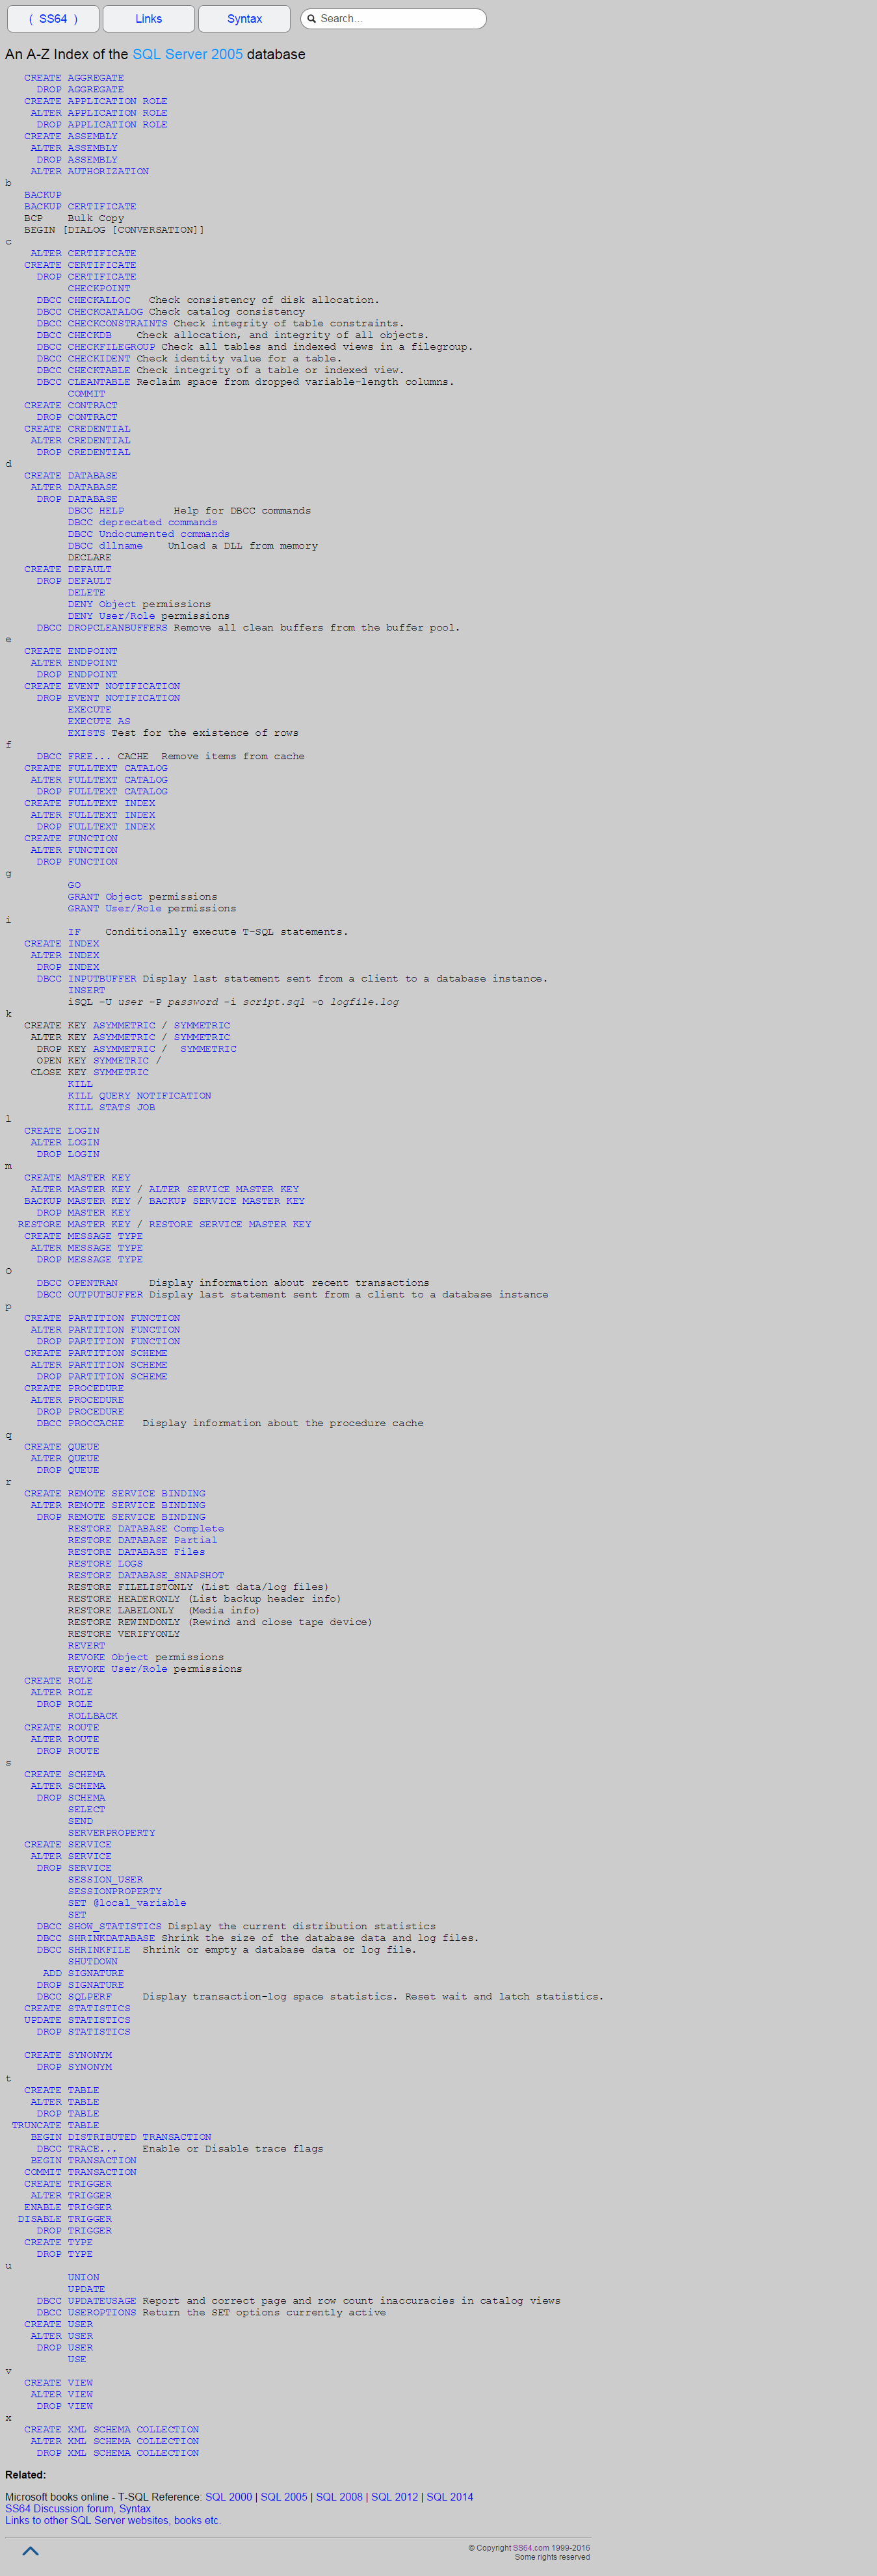 ( SS64 )
Links
Syntax
Search...
An A-Z Index of the SQL Server 2005 database
CREATE AGGREGATE
DROP AGGREGATE
CREATE APPLICATION ROLE
ALTER APPLICATION ROLE
DROP APPLICATION ROLE
CREATE ASSEMBLY
ALTER ASSEMBLY
DROP ASSEMBLY
ALTER AUTHORIZATION
b
BACKUP
BACKUP CERTIFICATE
BCP Bulk Copy
BEGIN [DIALOG [CONVERSATION]]
c
ALTER CERTIFICATE
CREATE CERTIFICATE
DROP CERTIFICATE
CHECKPOINT
DBCC CHECKALLOC Check consistency of disk allocation.
DBCC CHECKCATALOG Check catalog consistency
DBCC CHECKCONSTRAINTS Check integrity of table constraints.
DBCC CHECKDB Check allocation, and integrity of all objects.
DBCC CHECKFILEGROUP Check all tables and indexed views in a filegroup.
DBCC CHECKIDENT Check identity value for a table.
DBCC CHECKTABLE Check integrity of a table or indexed view.
DBCC CLEANTABLE Reclaim space from dropped variable-length columns.
COMMIT
CREATE CONTRACT
DROP CONTRACT
CREATE CREDENTIAL
ALTER CREDENTIAL
DROP CREDENTIAL
d
CREATE DATABASE
ALTER DATABASE
DROP DATABASE
DBCC HELP Help for DBCC commands
DBCC deprecated commands
DBCC Undocumented commands
DBCC dllname Unload a DLL from memory
DECLARE
CREATE DEFAULT
DROP DEFAULT
DELETE
DENY Object permissions
DENY User/Role permissions
DBCC DROPCLEANBUFFERS Remove all clean buffers from the buffer pool.
e
CREATE ENDPOINT
ALTER ENDPOINT
DROP ENDPOINT
CREATE EVENT NOTIFICATION
DROP EVENT NOTIFICATION
EXECUTE
EXECUTE AS
EXISTS Test for the existence of rows
f
DBCC FREE... CACHE Remove items from cache
CREATE FULLTEXT CATALOG
ALTER FULLTEXT CATALOG
DROP FULLTEXT CATALOG
CREATE FULLTEXT INDEX
ALTER FULLTEXT INDEX
DROP FULLTEXT INDEX
CREATE FUNCTION
ALTER FUNCTION
DROP FUNCTION
g
GO
GRANT Object permissions
GRANT User/Role permissions
i
IF Conditionally execute T-SQL statements.
CREATE INDEX
ALTER INDEX
DROP INDEX
DBCC INPUTBUFFER Display last statement sent from a client to a database instance.
INSERT
iSQL -U user -P password -i script.sql -o logfile.log
k
CREATE KEY ASYMMETRIC / SYMMETRIC
ALTER KEY ASYMMETRIC / SYMMETRIC
DROP KEY ASYMMETRIC / SYMMETRIC
OPEN KEY SYMMETRIC /
CLOSE KEY SYMMETRIC
KILL
KILL QUERY NOTIFICATION
KILL STATS JOB
l
CREATE LOGIN
ALTER LOGIN
DROP LOGIN
m
CREATE MASTER KEY
ALTER MASTER KEY / ALTER SERVICE MASTER KEY
BACKUP MASTER KEY / BACKUP SERVICE MASTER KEY
DROP MASTER KEY
RESTORE MASTER KEY / RESTORE SERVICE MASTER KEY
CREATE MESSAGE TYPE
ALTER MESSAGE TYPE
DROP MESSAGE TYPE
O
DBCC OPENTRAN Display information about recent transactions
DBCC OUTPUTBUFFER Display last statement sent from a client to a database instance
p
CREATE PARTITION FUNCTION
ALTER PARTITION FUNCTION
DROP PARTITION FUNCTION
CREATE PARTITION SCHEME
ALTER PARTITION SCHEME
DROP PARTITION SCHEME
CREATE PROCEDURE
ALTER PROCEDURE
DROP PROCEDURE
DBCC PROCCACHE Display information about the procedure cache
q
CREATE QUEUE
ALTER QUEUE
DROP QUEUE
r
CREATE REMOTE SERVICE BINDING
ALTER REMOTE SERVICE BINDING
DROP REMOTE SERVICE BINDING
RESTORE DATABASE Complete
RESTORE DATABASE Partial
RESTORE DATABASE Files
RESTORE LOGS
RESTORE DATABASE_SNAPSHOT
RESTORE FILELISTONLY (List data/log files)
RESTORE HEADERONLY (List backup header info)
RESTORE LABELONLY (Media info)
RESTORE REWINDONLY (Rewind and close tape device)
RESTORE VERIFYONLY
REVERT
REVOKE Object permissions
REVOKE User/Role permissions
CREATE ROLE
ALTER ROLE
DROP ROLE
ROLLBACK
CREATE ROUTE
ALTER ROUTE
DROP ROUTE
s
CREATE SCHEMA
ALTER SCHEMA
DROP SCHEMA
SELECT
SEND
SERVERPROPERTY
CREATE SERVICE
ALTER SERVICE
DROP SERVICE
SESSION_USER
SESSIONPROPERTY
SET @local_variable
SET
DBCC SHOW_STATISTICS Display the current distribution statistics
DBCC SHRINKDATABASE Shrink the size of the database data and log files.
DBCC SHRINKFILE Shrink or empty a database data or log file.
SHUTDOWN
ADD SIGNATURE
DROP SIGNATURE
DBCC SQLPERF Display transaction-log space statistics. Reset wait and latch statistics.
CREATE STATISTICS
UPDATE STATISTICS
DROP STATISTICS
CREATE SYNONYM
DROP SYNONYM
t
CREATE TABLE
ALTER TABLE
DROP TABLE
TRUNCATE TABLE
BEGIN DISTRIBUTED TRANSACTION
DBCC TRACE... Enable or Disable trace flags
BEGIN TRANSACTION
COMMIT TRANSACTION
CREATE TRIGGER
ALTER TRIGGER
ENABLE TRIGGER
DISABLE TRIGGER
DROP TRIGGER
CREATE TYPE
DROP TYPE
u
UNION
UPDATE
DBCC UPDATEUSAGE Report and correct page and row count inaccuracies in catalog views
DBCC USEROPTIONS Return the SET options currently active
CREATE USER
ALTER USER
DROP USER
USE
v
CREATE VIEW
ALTER VIEW
DROP VIEW
x
CREATE XML SCHEMA COLLECTION
ALTER XML SCHEMA COLLECTION
DROP XML SCHEMA COLLECTION
Related:
Microsoft books online - T-SQL Reference: SQL 2000 | SQL 2005 | SQL 2008 | SQL 2012 | SQL 2014
SS64 Discussion forum, Syntax
Links to other SQL Server websites, books etc.
© Copyright SS64.com 1999-2016
Some rights reserved